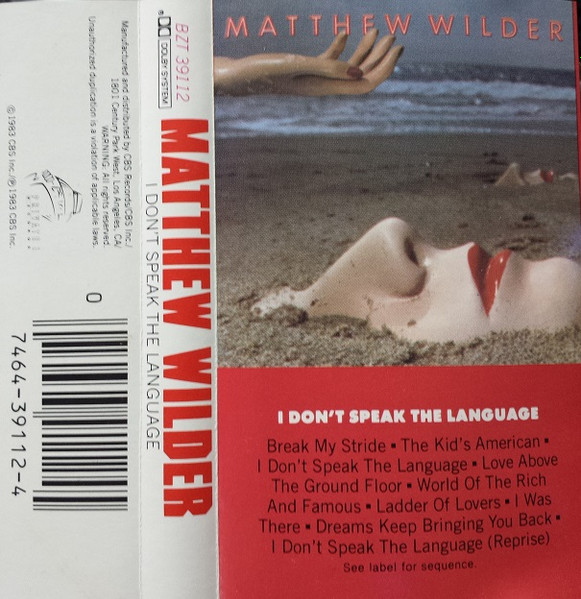 MATTHEW WILDER
I DON'T SPEAK THE LANGUAGE
Break My Stride ▪ The Kid's American ▪
I Don't Speak The Language ▪ Love Above
The Ground Floor ▪ World Of The Rich
And Famous ▪ Ladder Of Lovers ▪ I Was
There ▪ Dreams Keep Bringing You Back ▪
I Don't Speak The Language (Reprise)
See label for sequence.
BZT 39112
DOLBY SYSTEM
®
MATTHEW WILDER
I DON'T SPEAK THE LANGUAGE
Manufactured and distributed by CBS Records/CBS Inc./
1801 Century Park West, Los Angeles, CA/
WARNING: All rights reserved.
Unauthorized duplication is a violation of applicable laws.
PRIVATE I
© 1983 CBS Inc./℗ 1983 CBS Inc.
0
7464-39112-4